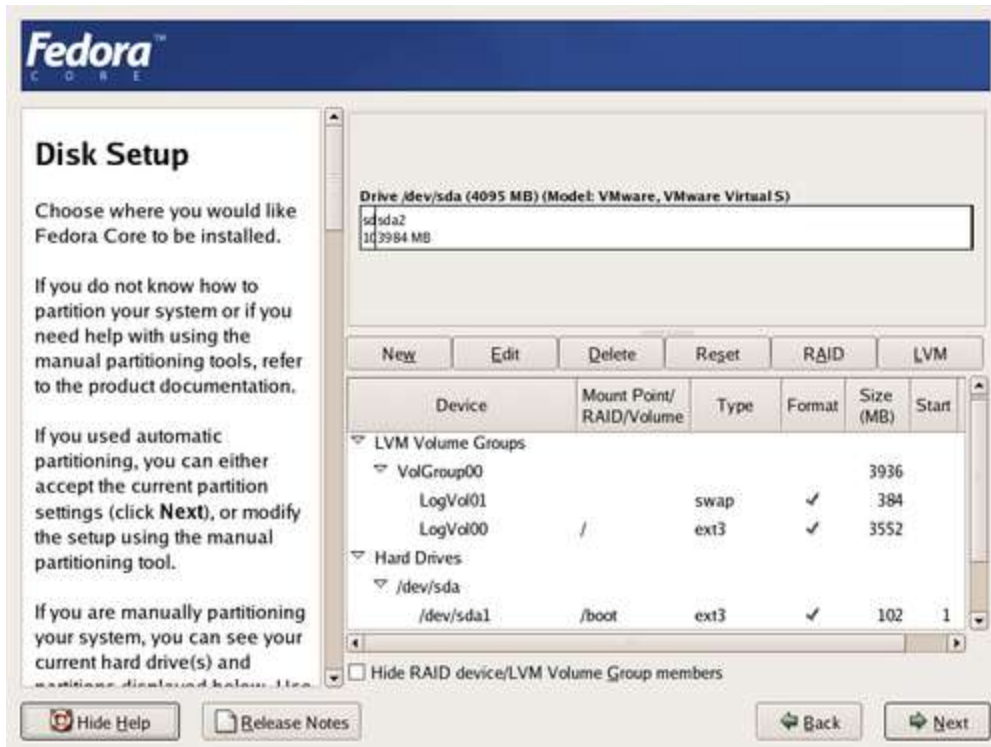 Fedora™
CORE
Disk Setup
Choose where you would like
Fedora Core to be installed.
If you do not know how to
partition your system or if you
need help with using the
manual partitioning tools, refer
to the product documentation.
If you used automatic
partitioning, you can either
accept the current partition
settings (click Next), or modify
the setup using the manual
partitioning tool.
If you are manually partitioning
your system, you can see your
current hard drive(s) and
Drive /dev/sda (4095 MB) (Model: VMware, VMware Virtual S)
sd sda2
10 3984 MB
New Edit Delete Reset RAID LVM
Device Mount Point/ RAID/Volume Type Format Size (MB) Start
LVM Volume Groups
VolGroup00 3936
LogVol01 swap ✓ 384
LogVol00 / ext3 ✓ 3552
Hard Drives
/dev/sda
/dev/sda1 /boot ext3 ✓ 102 1
Hide RAID device/LVM Volume Group members
Hide Help Release Notes Back Next